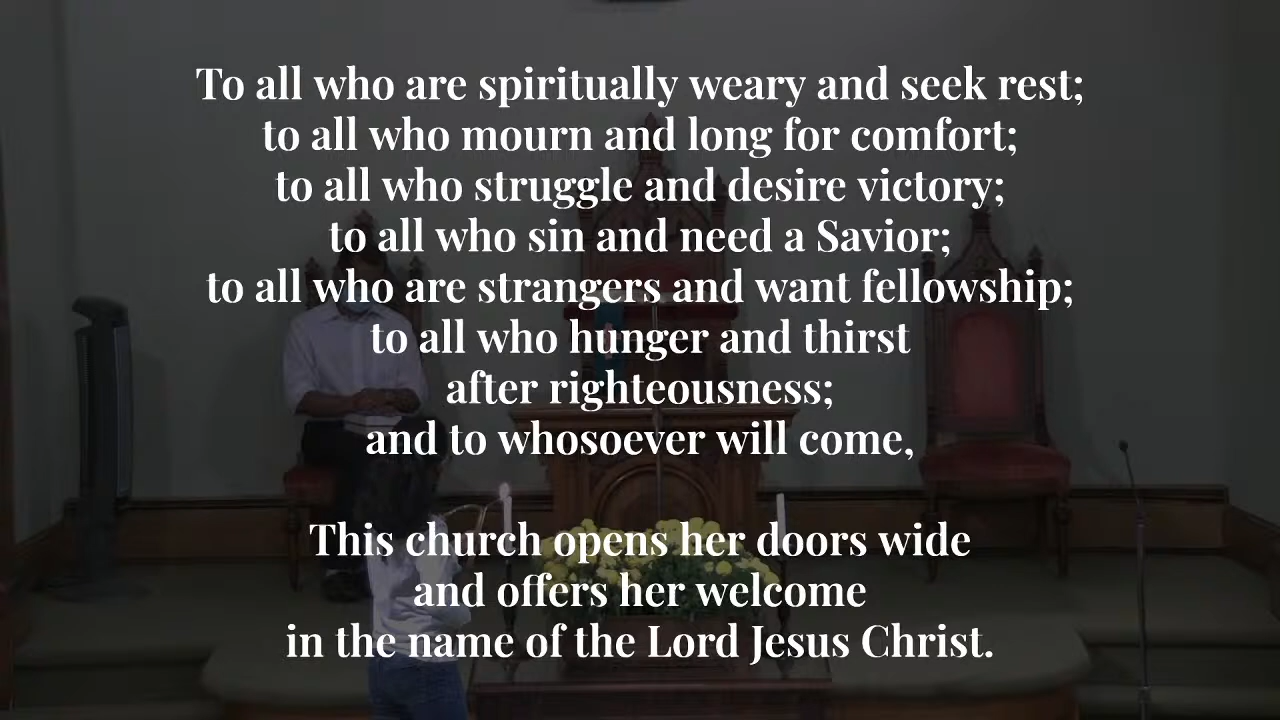 To all who are spiritually weary and seek rest;
to all who mourn and long for comfort;
to all who struggle and desire victory;
to all who sin and need a Savior;
to all who are strangers and want fellowship;
to all who hunger and thirst
after righteousness;
and to whosoever will come,
This church opens her doors wide
and offers her welcome
in the name of the Lord Jesus Christ.